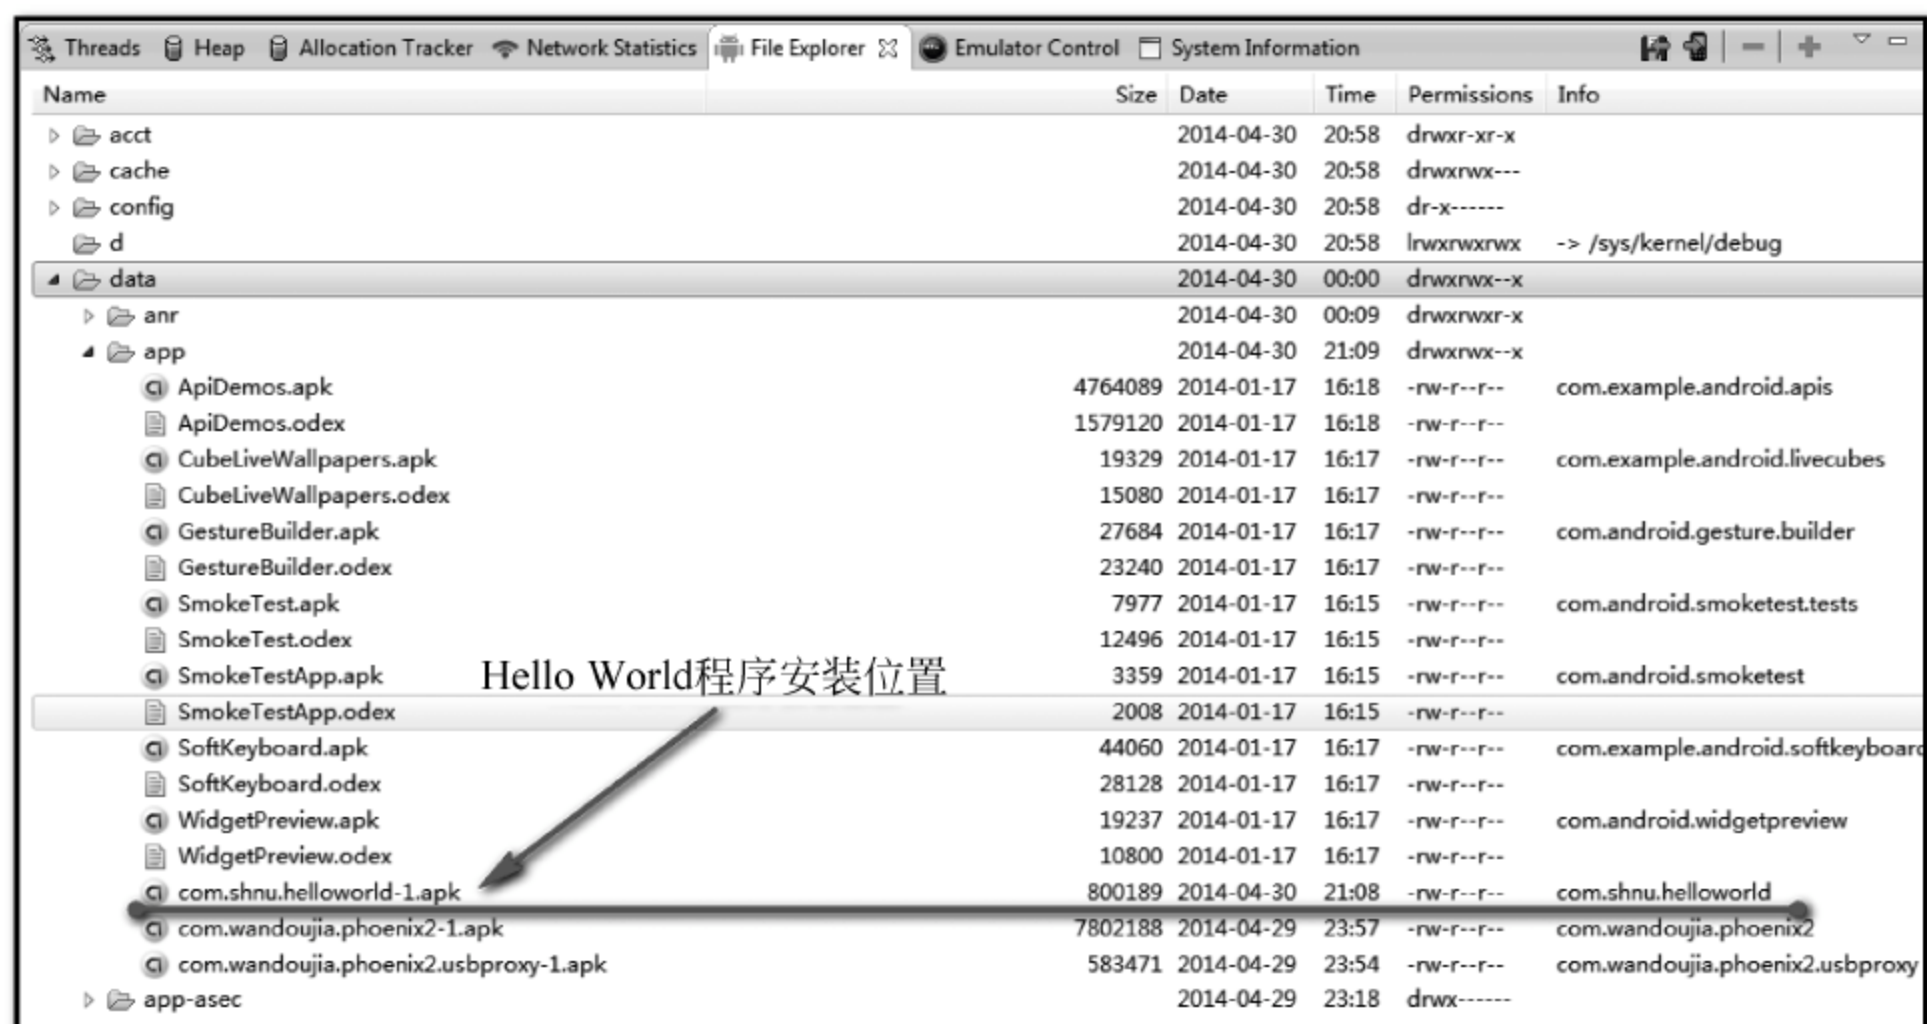 Threads Heap Allocation Tracker Network Statistics File Explorer Emulator Control System Information
Name Size Date Time Permissions Info
acct 2014-04-30 20:58 drwxr-xr-x
cache 2014-04-30 20:58 drwxrwx---
config 2014-04-30 20:58 dr-x------
d 2014-04-30 20:58 lrwxrwxrwx -> /sys/kernel/debug
data 2014-04-30 00:00 drwxrwx--x
anr 2014-04-30 00:09 drwxrwxr-x
app 2014-04-30 21:09 drwxrwx--x
ApiDemos.apk 4764089 2014-01-17 16:18 -rw-r--r-- com.example.android.apis
ApiDemos.odex 1579120 2014-01-17 16:18 -rw-r--r--
CubeLiveWallpapers.apk 19329 2014-01-17 16:17 -rw-r--r-- com.example.android.livecubes
CubeLiveWallpapers.odex 15080 2014-01-17 16:17 -rw-r--r--
GestureBuilder.apk 27684 2014-01-17 16:17 -rw-r--r-- com.android.gesture.builder
GestureBuilder.odex 23240 2014-01-17 16:17 -rw-r--r--
SmokeTest.apk 7977 2014-01-17 16:15 -rw-r--r-- com.android.smoketest.tests
SmokeTest.odex 12496 2014-01-17 16:15 -rw-r--r--
Hello World程序安装位置
SmokeTestApp.apk 3359 2014-01-17 16:15 -rw-r--r-- com.android.smoketest
SmokeTestApp.odex 2008 2014-01-17 16:15 -rw-r--r--
SoftKeyboard.apk 44060 2014-01-17 16:17 -rw-r--r-- com.example.android.softkeyboard
SoftKeyboard.odex 28128 2014-01-17 16:17 -rw-r--r--
WidgetPreview.apk 19237 2014-01-17 16:17 -rw-r--r-- com.android.widgetpreview
WidgetPreview.odex 10800 2014-01-17 16:17 -rw-r--r--
com.shnu.helloworld-1.apk 800189 2014-04-30 21:08 -rw-r--r-- com.shnu.helloworld
com.wandoujia.phoenix2-1.apk 7802188 2014-04-29 23:57 -rw-r--r-- com.wandoujia.phoenix2
com.wandoujia.phoenix2.usbproxy-1.apk 583471 2014-04-29 23:54 -rw-r--r-- com.wandoujia.phoenix2.usbproxy
app-asec 2014-04-29 23:18 drwx------